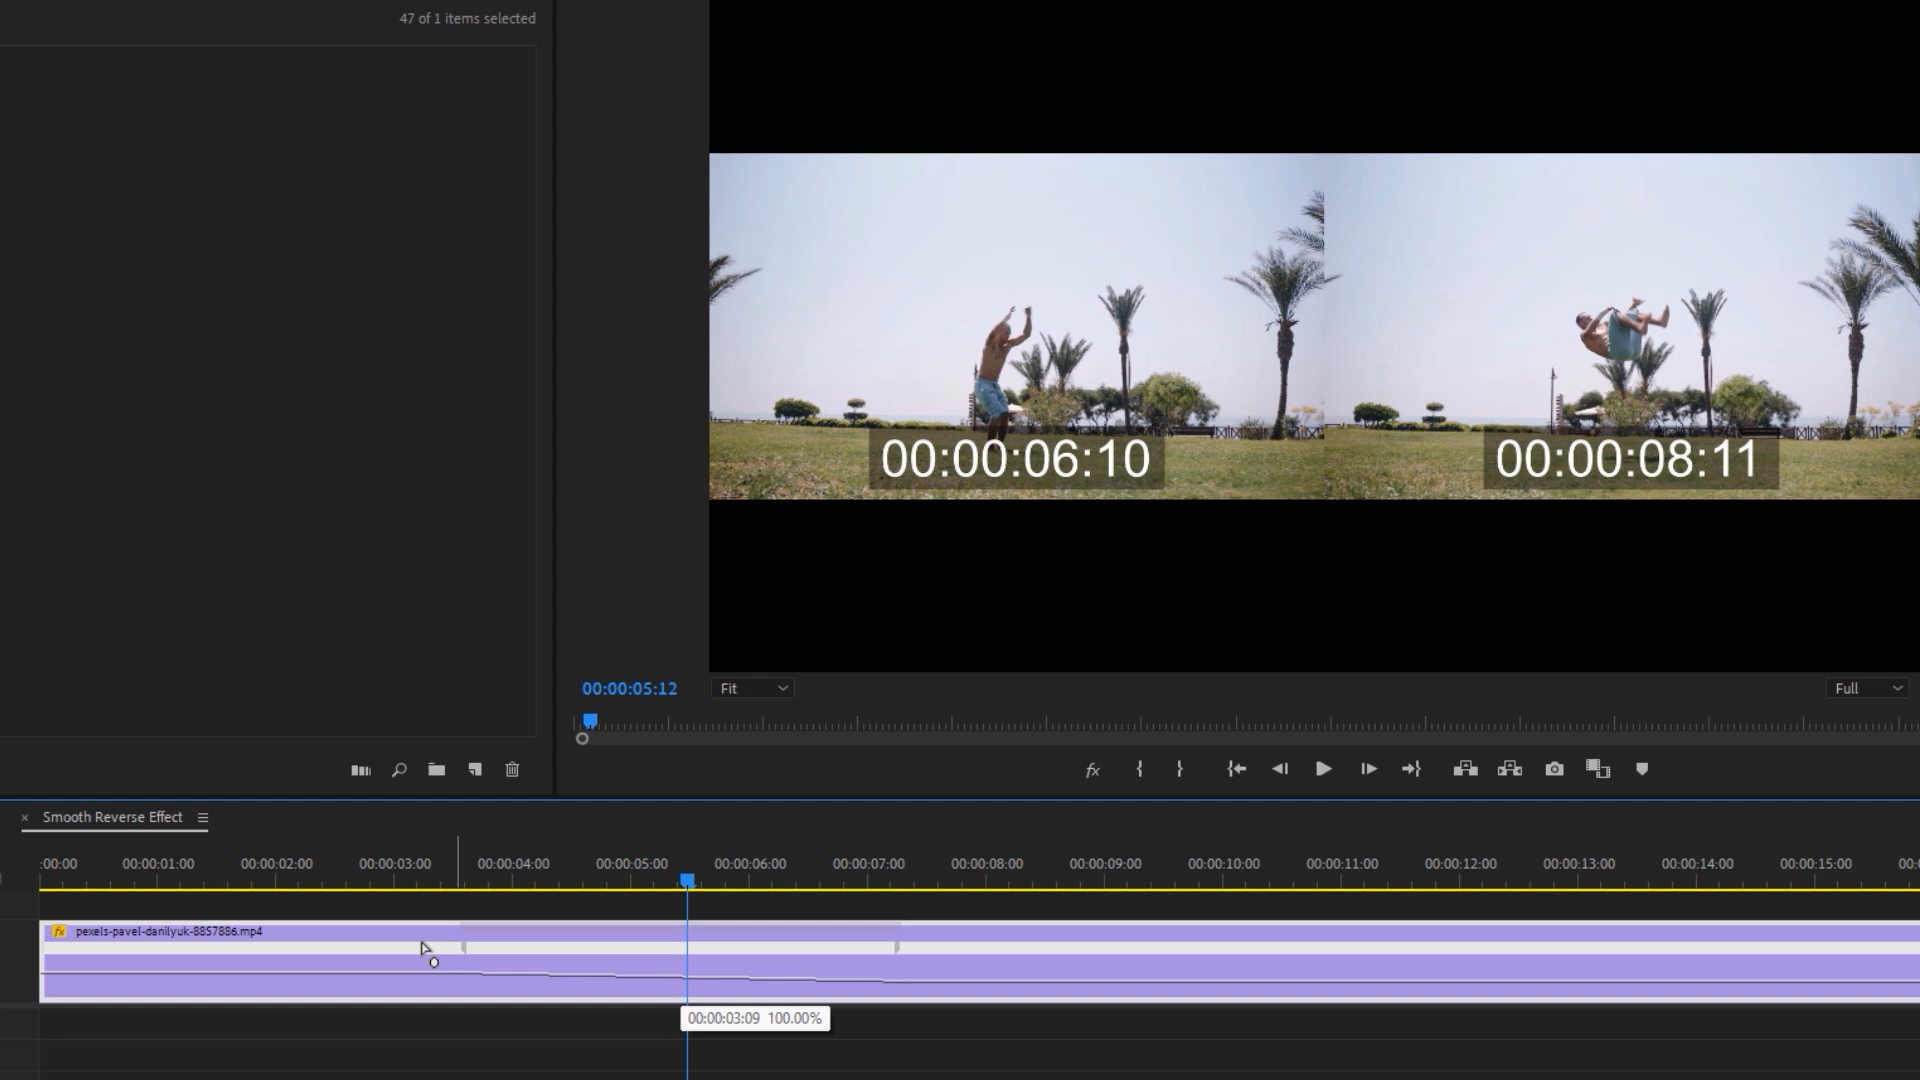 47 of 1 items selected
00:00:06:10
00:00:08:11
00:00:05:12
Fit
Full
fx
× Smooth Reverse Effect
:00:00 00:00:01:00 00:00:02:00 00:00:03:00 00:00:04:00 00:00:05:00 00:00:06:00 00:00:07:00 00:00:08:00 00:00:09:00 00:00:10:00 00:00:11:00 00:00:12:00 00:00:13:00 00:00:14:00 00:00:15:00 00:
fx pexels-pavel-danilyuk-8857886.mp4
00:00:03:09 100.00%